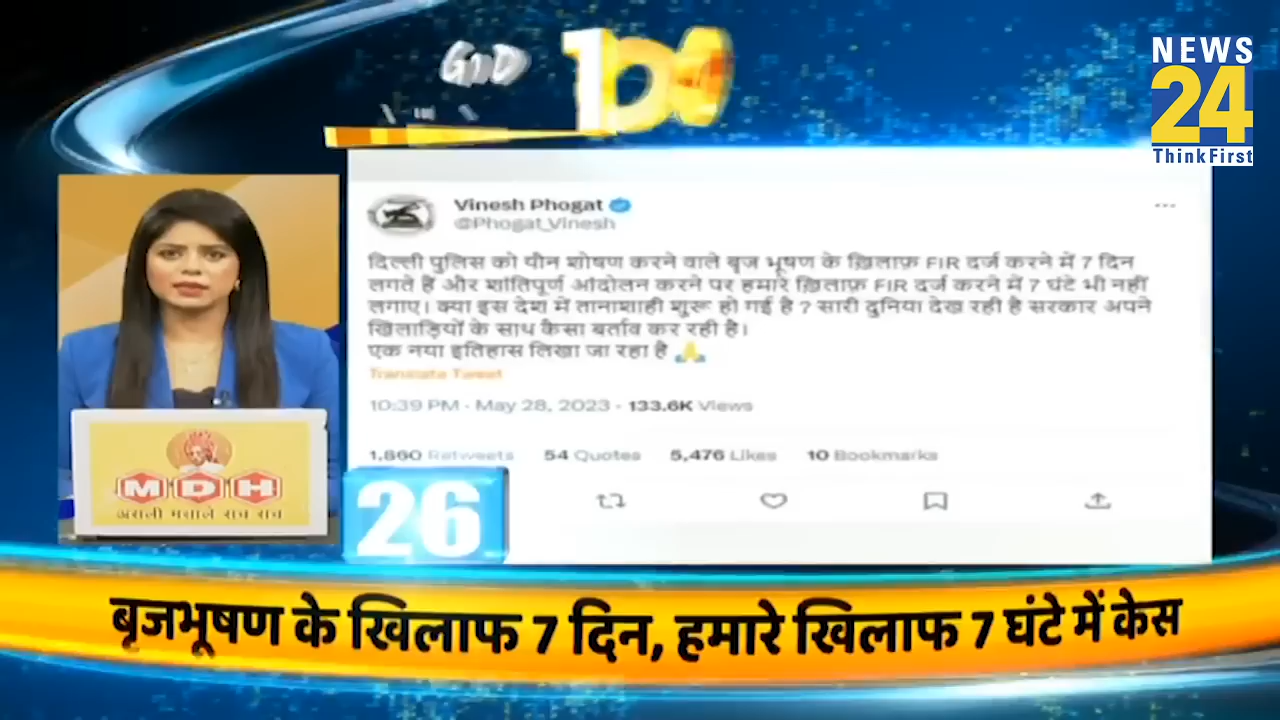 NEWS
24
ThinkFirst
Vinesh Phogat
@Phogat_Vinesh
दिल्ली पुलिस को यौन शोषण करने वाले बृज भूषण के ख़िलाफ़ FIR दर्ज करने में 7 दिन
लगते हैं और शांतिपूर्ण आंदोलन करने पर हमारे ख़िलाफ़ FIR दर्ज करने में 7 घंटे भी नहीं
लगाए। क्या इस देश में तानाशाही शुरू हो गई है ? सारी दुनिया देख रही है सरकार अपने
खिलाड़ियों के साथ कैसा बर्ताव कर रही है।
एक नया इतिहास लिखा जा रहा है 🙏
Translate Tweet
10:39 PM · May 28, 2023 · 133.6K Views
1,860 Retweets 54 Quotes 5,476 Likes 10 Bookmarks
MDH
असली मसाले सच सच
26
बृजभूषण के खिलाफ 7 दिन, हमारे खिलाफ 7 घंटे में केस